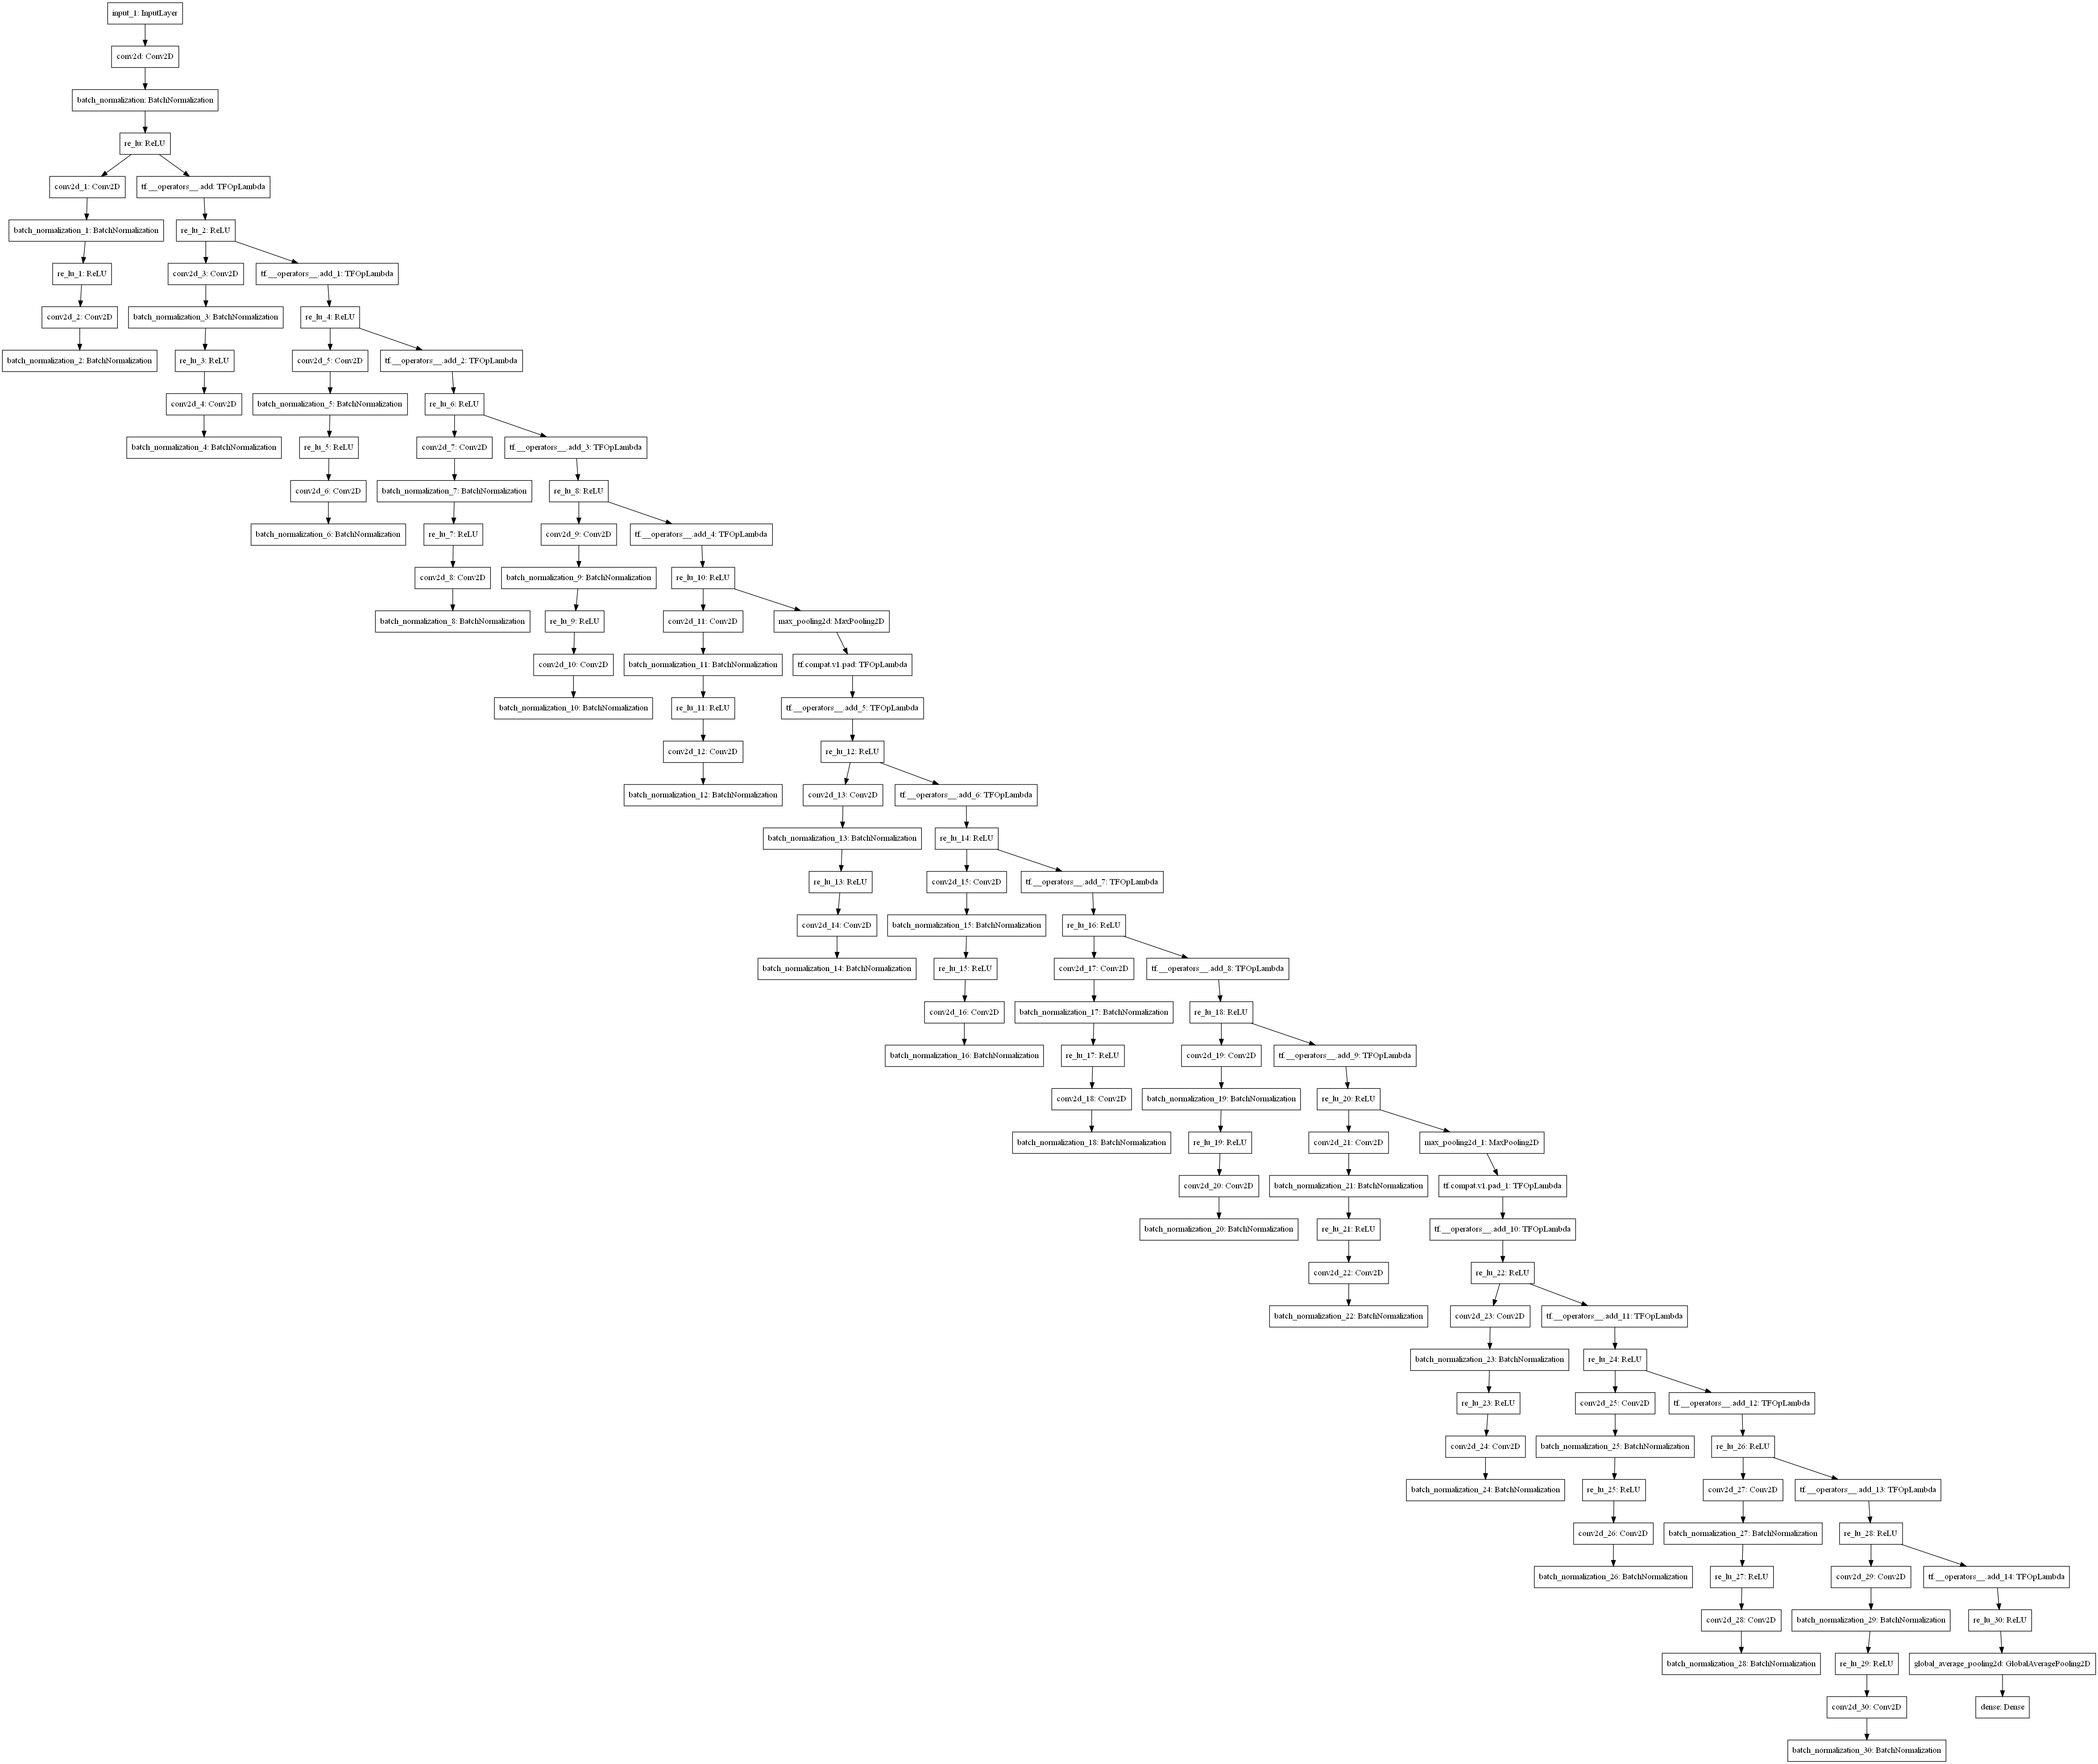 input_1: InputLayer
conv2d: Conv2D
batch_normalization: BatchNormalization
re_lu: ReLU
conv2d_1: Conv2D
tf.__operators__.add: TFOpLambda
batch_normalization_1: BatchNormalization
re_lu_2: ReLU
re_lu_1: ReLU
conv2d_3: Conv2D
tf.__operators__.add_1: TFOpLambda
conv2d_2: Conv2D
batch_normalization_3: BatchNormalization
re_lu_4: ReLU
batch_normalization_2: BatchNormalization
re_lu_3: ReLU
conv2d_5: Conv2D
tf.__operators__.add_2: TFOpLambda
conv2d_4: Conv2D
batch_normalization_5: BatchNormalization
re_lu_6: ReLU
batch_normalization_4: BatchNormalization
re_lu_5: ReLU
conv2d_7: Conv2D
tf.__operators__.add_3: TFOpLambda
conv2d_6: Conv2D
batch_normalization_7: BatchNormalization
re_lu_8: ReLU
batch_normalization_6: BatchNormalization
re_lu_7: ReLU
conv2d_9: Conv2D
tf.__operators__.add_4: TFOpLambda
conv2d_8: Conv2D
batch_normalization_9: BatchNormalization
re_lu_10: ReLU
batch_normalization_8: BatchNormalization
re_lu_9: ReLU
conv2d_11: Conv2D
max_pooling2d: MaxPooling2D
conv2d_10: Conv2D
batch_normalization_11: BatchNormalization
tf.compat.v1.pad: TFOpLambda
batch_normalization_10: BatchNormalization
re_lu_11: ReLU
tf.__operators__.add_5: TFOpLambda
conv2d_12: Conv2D
re_lu_12: ReLU
batch_normalization_12: BatchNormalization
conv2d_13: Conv2D
tf.__operators__.add_6: TFOpLambda
batch_normalization_13: BatchNormalization
re_lu_14: ReLU
re_lu_13: ReLU
conv2d_15: Conv2D
tf.__operators__.add_7: TFOpLambda
conv2d_14: Conv2D
batch_normalization_15: BatchNormalization
re_lu_16: ReLU
batch_normalization_14: BatchNormalization
re_lu_15: ReLU
conv2d_17: Conv2D
tf.__operators__.add_8: TFOpLambda
conv2d_16: Conv2D
batch_normalization_17: BatchNormalization
re_lu_18: ReLU
batch_normalization_16: BatchNormalization
re_lu_17: ReLU
conv2d_19: Conv2D
tf.__operators__.add_9: TFOpLambda
conv2d_18: Conv2D
batch_normalization_19: BatchNormalization
re_lu_20: ReLU
batch_normalization_18: BatchNormalization
re_lu_19: ReLU
conv2d_21: Conv2D
max_pooling2d_1: MaxPooling2D
conv2d_20: Conv2D
batch_normalization_21: BatchNormalization
tf.compat.v1.pad_1: TFOpLambda
batch_normalization_20: BatchNormalization
re_lu_21: ReLU
tf.__operators__.add_10: TFOpLambda
conv2d_22: Conv2D
re_lu_22: ReLU
batch_normalization_22: BatchNormalization
conv2d_23: Conv2D
tf.__operators__.add_11: TFOpLambda
batch_normalization_23: BatchNormalization
re_lu_24: ReLU
re_lu_23: ReLU
conv2d_25: Conv2D
tf.__operators__.add_12: TFOpLambda
conv2d_24: Conv2D
batch_normalization_25: BatchNormalization
re_lu_26: ReLU
batch_normalization_24: BatchNormalization
re_lu_25: ReLU
conv2d_27: Conv2D
tf.__operators__.add_13: TFOpLambda
conv2d_26: Conv2D
batch_normalization_27: BatchNormalization
re_lu_28: ReLU
batch_normalization_26: BatchNormalization
re_lu_27: ReLU
conv2d_29: Conv2D
tf.__operators__.add_14: TFOpLambda
conv2d_28: Conv2D
batch_normalization_29: BatchNormalization
re_lu_30: ReLU
batch_normalization_28: BatchNormalization
re_lu_29: ReLU
global_average_pooling2d: GlobalAveragePooling2D
conv2d_30: Conv2D
dense: Dense
batch_normalization_30: BatchNormalization